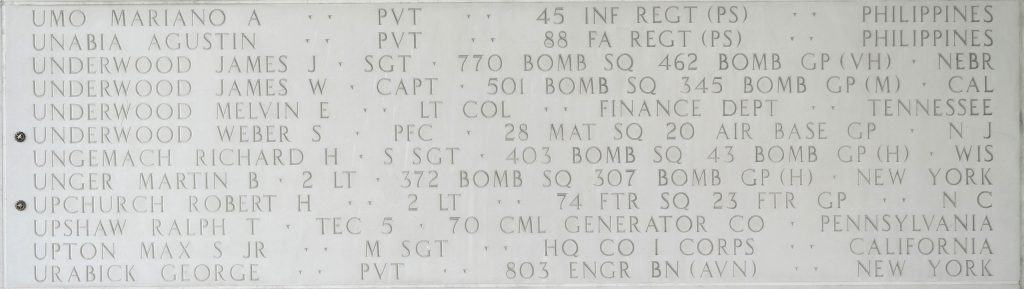 UMO MARIANO A · · PVT · · 45 INF REGT (PS) · · PHILIPPINES
UNABIA AGUSTIN · · PVT · · 88 FA REGT (PS) · · PHILIPPINES
UNDERWOOD JAMES J · SGT · 770 BOMB SQ 462 BOMB GP (VH) · NEBR
UNDERWOOD JAMES W · CAPT · 501 BOMB SQ 345 BOMB GP (M) · CAL
UNDERWOOD MELVIN E · · LT COL · · FINANCE DEPT · · TENNESSEE
UNDERWOOD WEBER S · PFC · 28 MAT SQ 20 AIR BASE GP · N J
UNGEMACH RICHARD H · S SGT · 403 BOMB SQ 43 BOMB GP (H) · WIS
UNGER MARTIN B · 2 LT · 372 BOMB SQ 307 BOMB GP (H) · NEW YORK
UPCHURCH ROBERT H · · 2 LT · · 74 FTR SQ 23 FTR GP · · N C
UPSHAW RALPH T · TEC 5 · 70 CML GENERATOR CO · PENNSYLVANIA
UPTON MAX S JR · · M SGT · · HQ CO I CORPS · · CALIFORNIA
URABICK GEORGE · · PVT · · 803 ENGR BN (AVN) · · NEW YORK